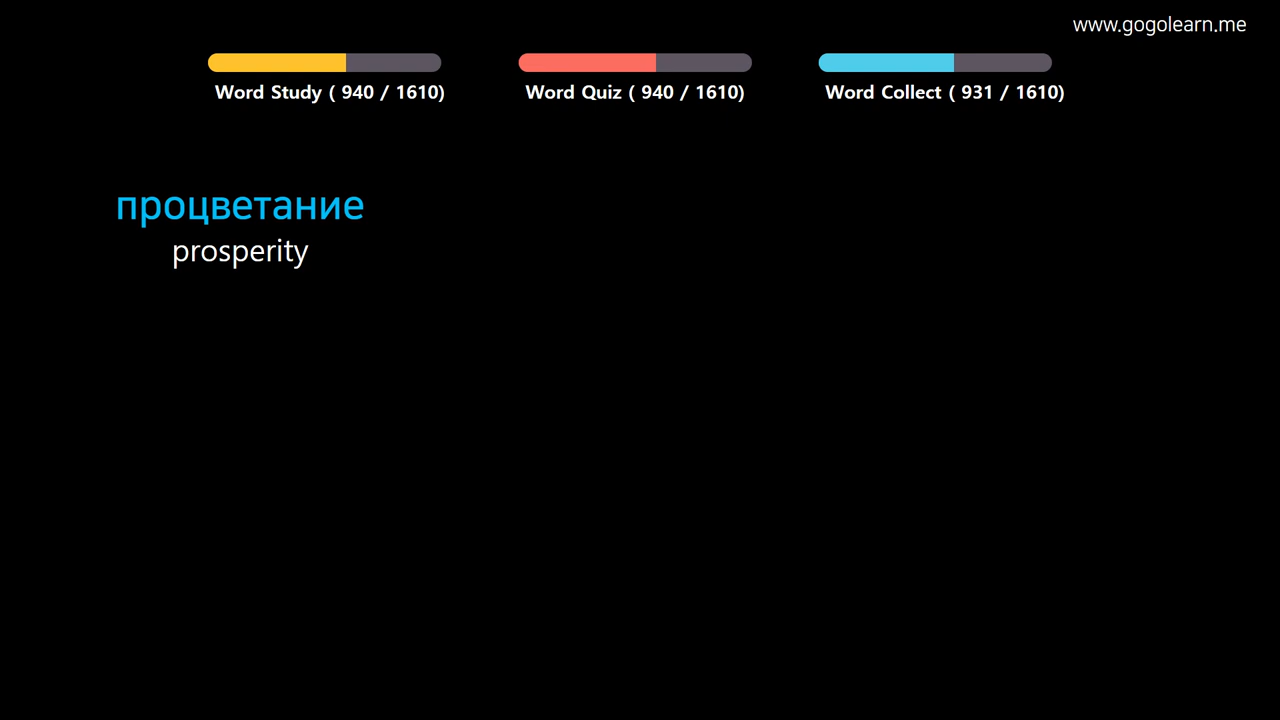 www.gogolearn.me
Word Study ( 940 / 1610)
Word Quiz ( 940 / 1610)
Word Collect ( 931 / 1610)
процветание
prosperity